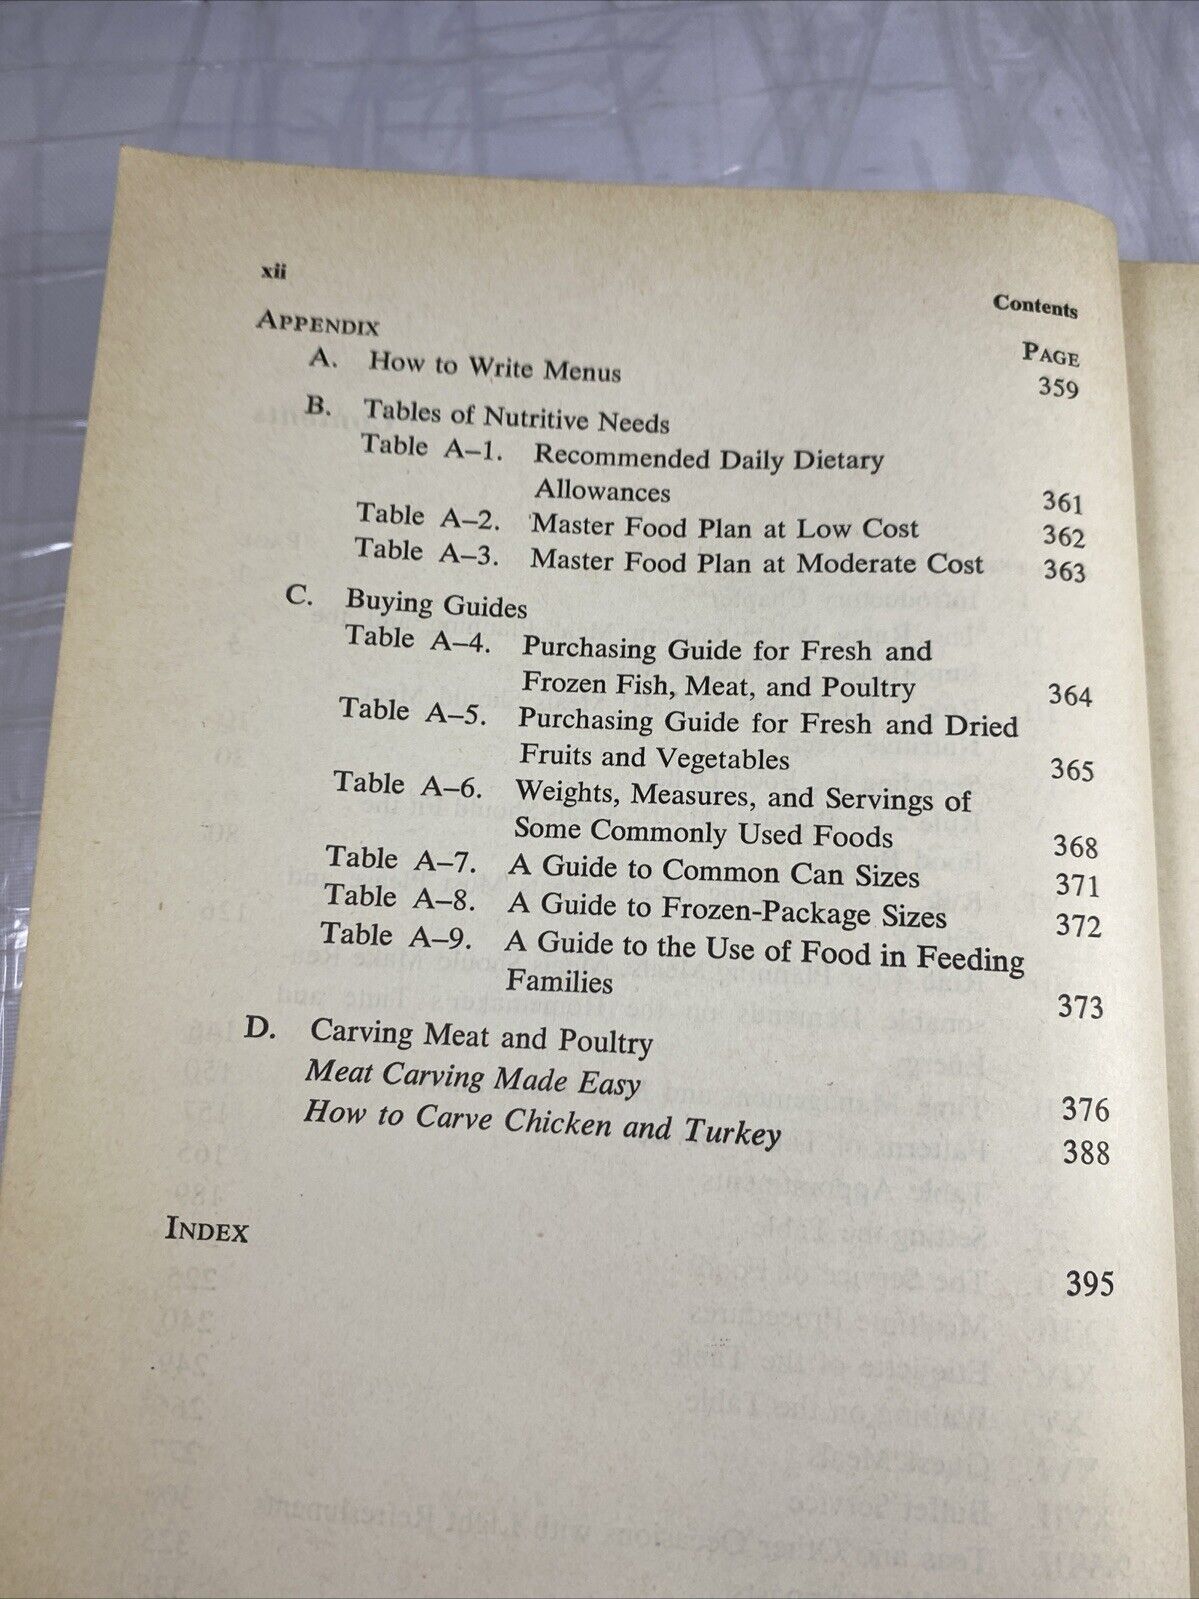 xii
Contents
APPENDIX
PAGE
A. How to Write Menus 359
B. Tables of Nutritive Needs
Table A–1. Recommended Daily Dietary
Allowances 361
Table A–2. Master Food Plan at Low Cost 362
Table A–3. Master Food Plan at Moderate Cost 363
C. Buying Guides
Table A–4. Purchasing Guide for Fresh and
Frozen Fish, Meat, and Poultry 364
Table A–5. Purchasing Guide for Fresh and Dried
Fruits and Vegetables 365
Table A–6. Weights, Measures, and Servings of
Some Commonly Used Foods 368
Table A–7. A Guide to Common Can Sizes 371
Table A–8. A Guide to Frozen-Package Sizes 372
Table A–9. A Guide to the Use of Food in Feeding
Families 373
D. Carving Meat and Poultry
Meat Carving Made Easy 376
How to Carve Chicken and Turkey 388
INDEX 395